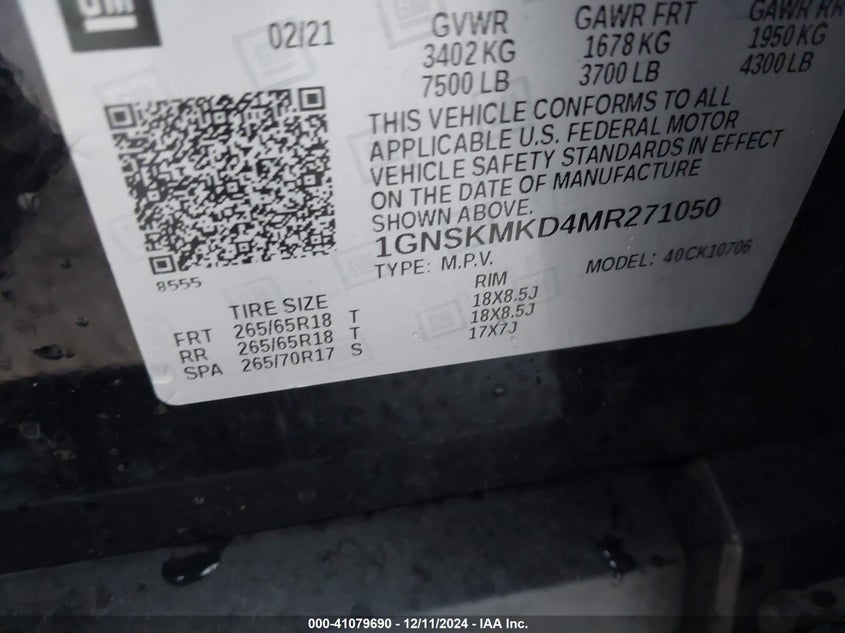 GM
02/21
GVWR
3402 KG
7500 LB
GAWR FRT
1678 KG
3700 LB
GAWR RR
1950 KG
4300 LB
THIS VEHICLE CONFORMS TO ALL
APPLICABLE U.S. FEDERAL MOTOR
VEHICLE SAFETY STANDARDS IN EFFECT
ON THE DATE OF MANUFACTURE
SHOWN ABOVE.
1GNSKMKD4MR271050
TYPE: M.P.V. MODEL: 40CK10706
8555
TIRE SIZE RIM
FRT 265/65R18 T 18X8.5J
RR 265/65R18 T 18X8.5J
SPA 265/70R17 S 17X7J
000-41079690 - 12/11/2024 - IAA Inc.